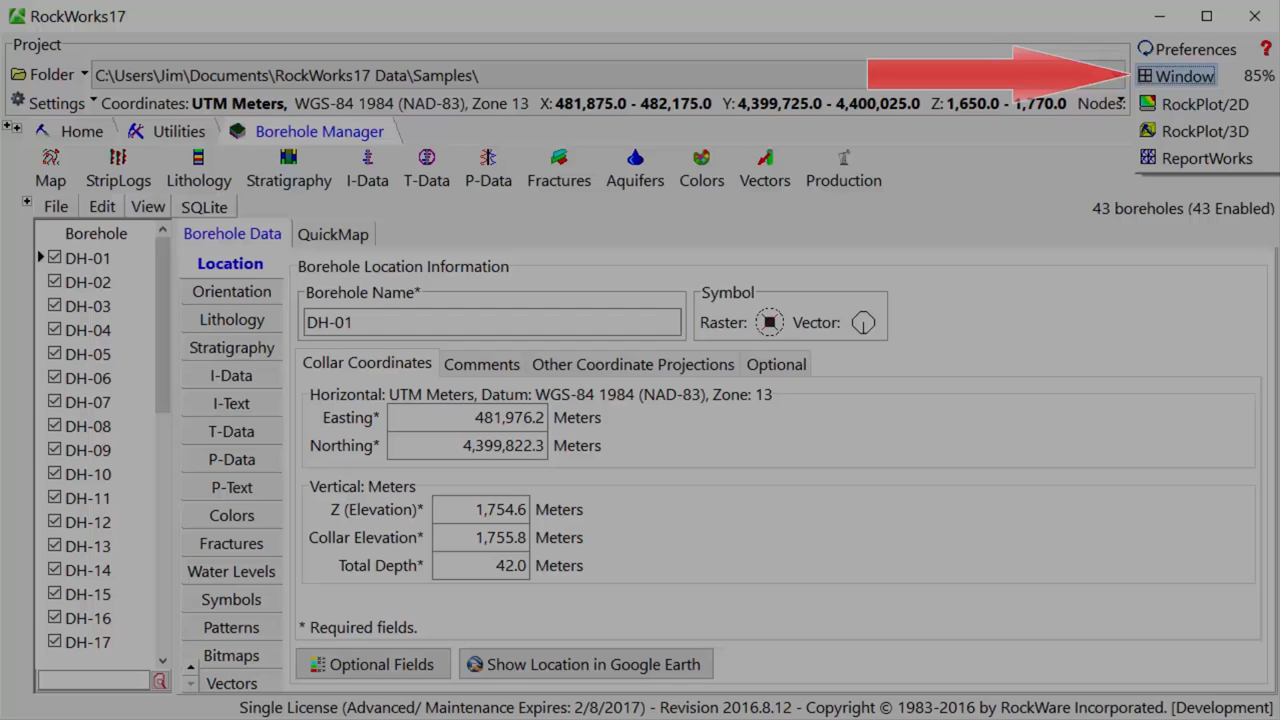 RockWorks17
Project
Preferences
Folder C:\Users\Jim\Documents\RockWorks17 Data\Samples\
Window 85%
Settings Coordinates: UTM Meters, WGS-84 1984 (NAD-83), Zone 13 X: 481,875.0 - 482,175.0 Y: 4,399,725.0 - 4,400,025.0 Z: 1,650.0 - 1,770.0 Nodes:
RockPlot/2D
RockPlot/3D
ReportWorks
Home Utilities Borehole Manager
Map StripLogs Lithology Stratigraphy I-Data T-Data P-Data Fractures Aquifers Colors Vectors Production
File Edit View SQLite 43 boreholes (43 Enabled)
Borehole
DH-01
DH-02
DH-03
DH-04
DH-05
DH-06
DH-07
DH-08
DH-09
DH-10
DH-11
DH-12
DH-13
DH-14
DH-15
DH-16
DH-17
Borehole Data QuickMap
Location
Orientation
Lithology
Stratigraphy
I-Data
I-Text
T-Data
P-Data
P-Text
Colors
Fractures
Water Levels
Symbols
Patterns
Bitmaps
Vectors
Borehole Location Information
Borehole Name*
DH-01
Symbol
Raster: Vector:
Collar Coordinates Comments Other Coordinate Projections Optional
Horizontal: UTM Meters, Datum: WGS-84 1984 (NAD-83), Zone: 13
Easting* 481,976.2 Meters
Northing* 4,399,822.3 Meters
Vertical: Meters
Z (Elevation)* 1,754.6 Meters
Collar Elevation* 1,755.8 Meters
Total Depth* 42.0 Meters
* Required fields.
Optional Fields Show Location in Google Earth
Single License (Advanced/ Maintenance Expires: 2/8/2017) - Revision 2016.8.12 - Copyright © 1983-2016 by RockWare Incorporated. [Development]